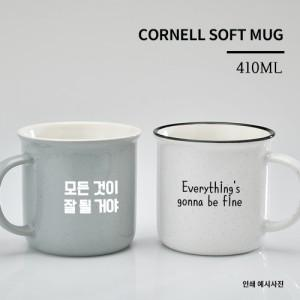 CORNELL SOFT MUG
410ML
모든 것이
잘 될 거야
Everything's
gonna be fine
인쇄 예시사진